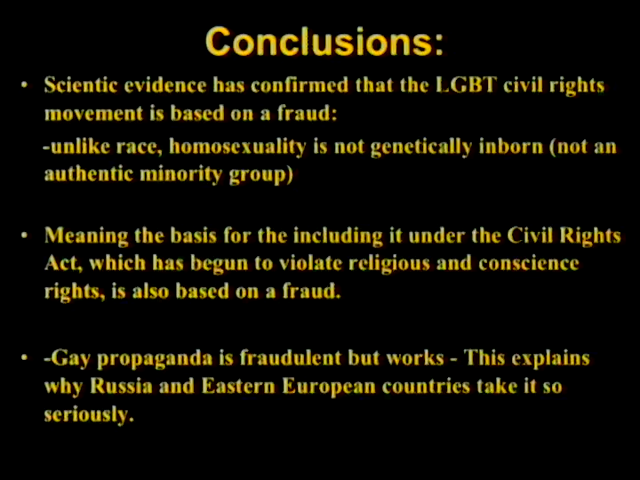 Conclusions:
• Scientic evidence has confirmed that the LGBT civil rights
movement is based on a fraud:
-unlike race, homosexuality is not genetically inborn (not an
authentic minority group)
• Meaning the basis for the including it under the Civil Rights
Act, which has begun to violate religious and conscience
rights, is also based on a fraud.
• -Gay propaganda is fraudulent but works - This explains
why Russia and Eastern European countries take it so
seriously.